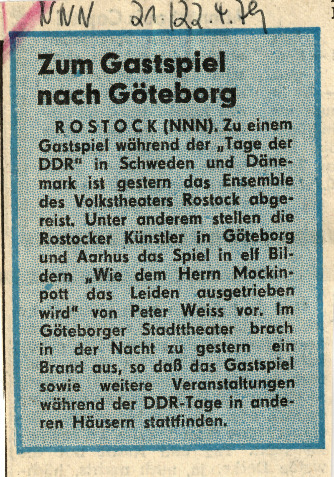 NNN 21./22.4.79
Zum Gastspiel
nach Göteborg
ROSTOCK (NNN). Zu einem
Gastspiel während der „Tage der
DDR" in Schweden und Däne-
mark ist gestern das Ensemble
des Volkstheaters Rostock abge-
reist. Unter anderem stellen die
Rostocker Künstler in Göteborg
und Aarhus das Spiel in elf Bil-
dern „Wie dem Herrn Mockin-
pott das Leiden ausgetrieben
wird" von Peter Weiss vor. Im
Göteborger Stadttheater brach
in der Nacht zu gestern ein
Brand aus, so daß das Gastspiel
sowie weitere Veranstaltungen
während der DDR-Tage in ande-
ren Häusern stattfinden.